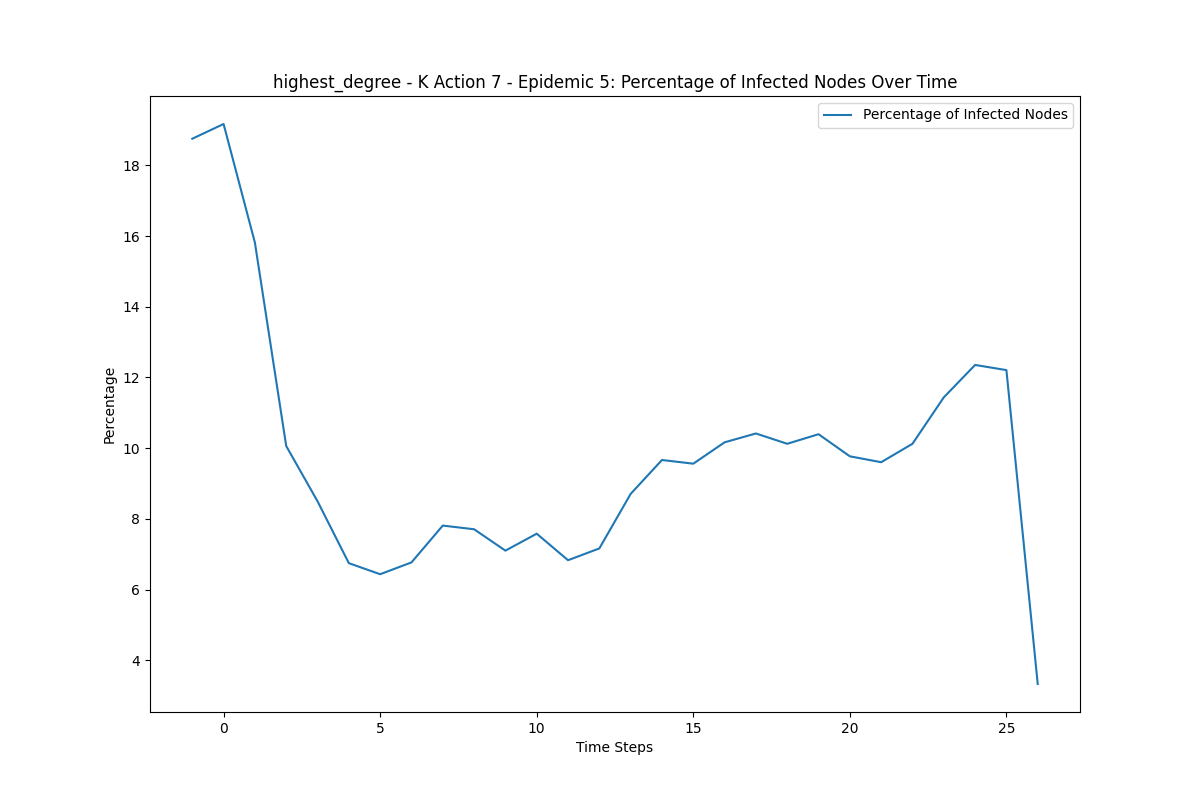 highest_degree - K Action 7 - Epidemic 5: Percentage of Infected Nodes Over Time
Percentage of Infected Nodes
18
16
14
12
10
8
6
4
Percentage
0 5 10 15 20 25
Time Steps